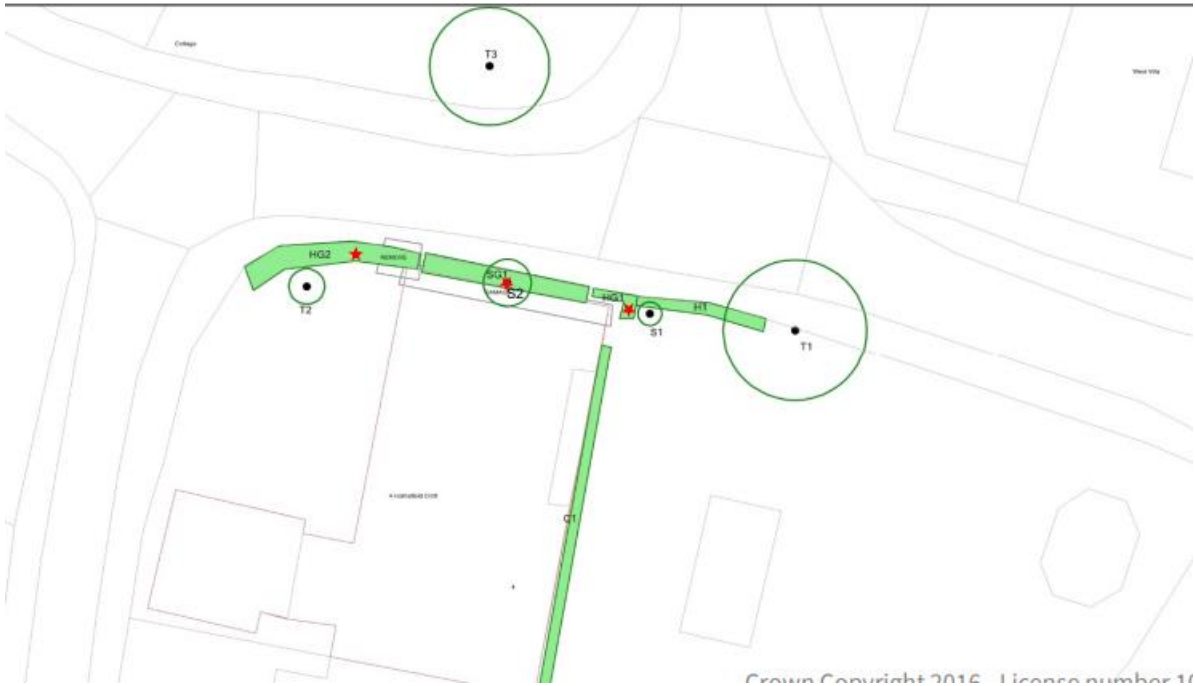 T3
Cottage
West Villa
HG2
REMOVE
SG1
S2
HG1
H1
S1
T2
T1
C1
Crown Copyright 2016 . License number 10